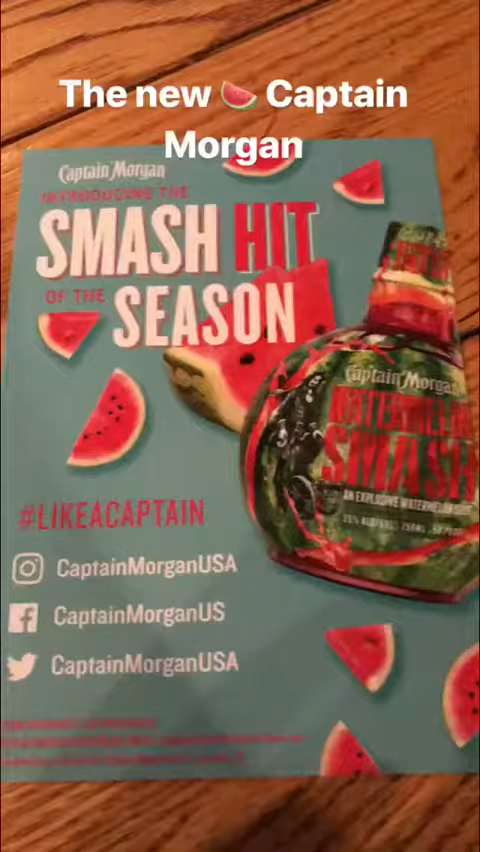 The new 🍉 Captain
Morgan
Captain Morgan
INTRODUCING THE
SMASH HIT
OF THE
SEASON
Captain Morgan
WATERMELON
SMASH
AN EXPLOSIVE WATERMELON
#LIKEACAPTAIN
CaptainMorganUSA
CaptainMorganUS
CaptainMorganUSA